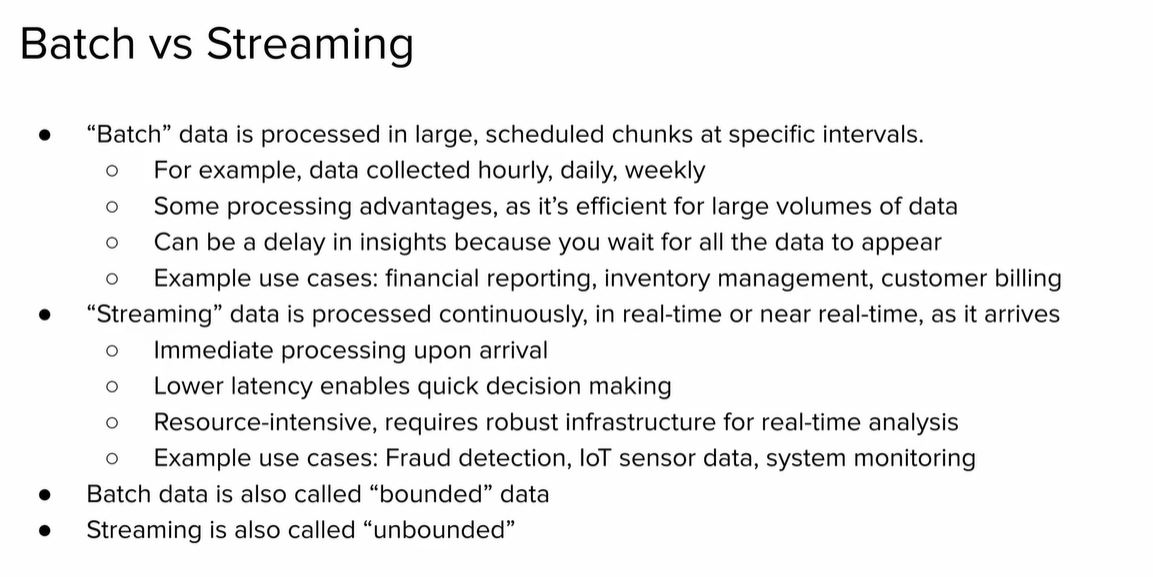 Batch vs Streaming
● “Batch” data is processed in large, scheduled chunks at specific intervals.
○ For example, data collected hourly, daily, weekly
○ Some processing advantages, as it’s efficient for large volumes of data
○ Can be a delay in insights because you wait for all the data to appear
○ Example use cases: financial reporting, inventory management, customer billing
● “Streaming” data is processed continuously, in real-time or near real-time, as it arrives
○ Immediate processing upon arrival
○ Lower latency enables quick decision making
○ Resource-intensive, requires robust infrastructure for real-time analysis
○ Example use cases: Fraud detection, IoT sensor data, system monitoring
● Batch data is also called “bounded” data
● Streaming is also called “unbounded”